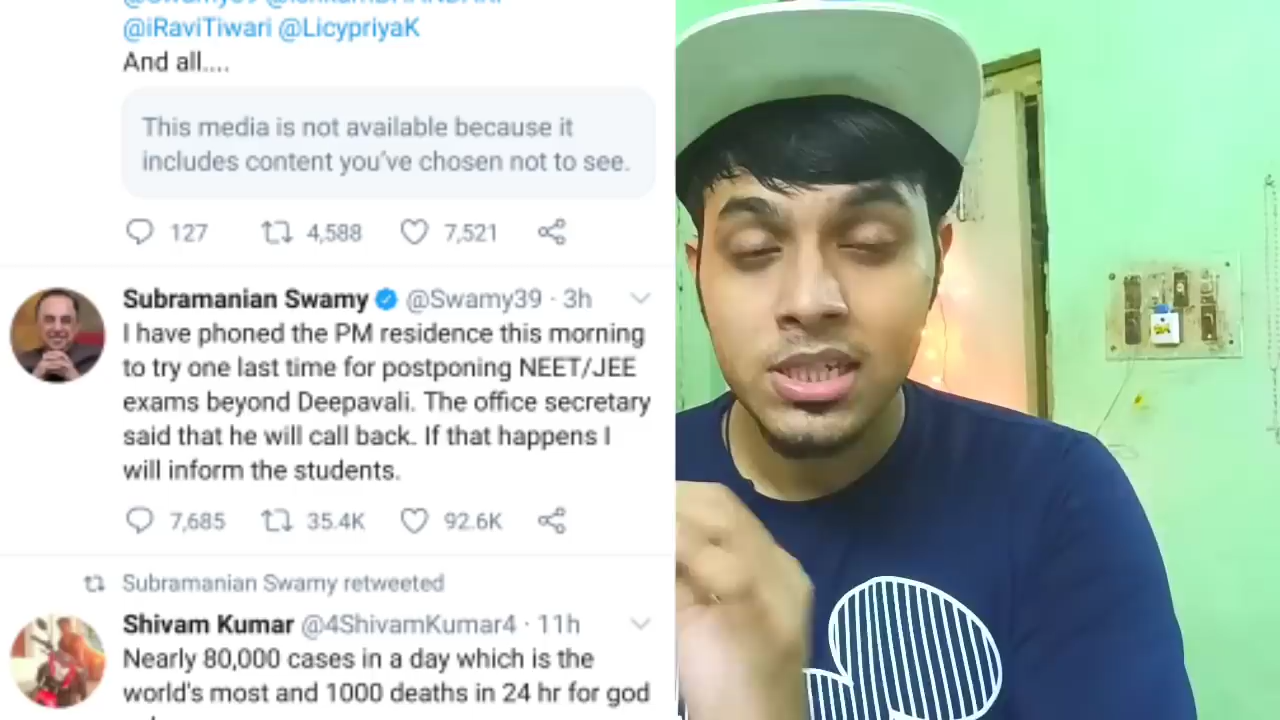 @iRaviTiwari @LicypriyaK
And all....
This media is not available because it
includes content you've chosen not to see.
127 4,588 7,521
Subramanian Swamy @Swamy39 · 3h
I have phoned the PM residence this morning
to try one last time for postponing NEET/JEE
exams beyond Deepavali. The office secretary
said that he will call back. If that happens I
will inform the students.
7,685 35.4K 92.6K
Subramanian Swamy retweeted
Shivam Kumar @4ShivamKumar4 · 11h
Nearly 80,000 cases in a day which is the
world's most and 1000 deaths in 24 hr for god